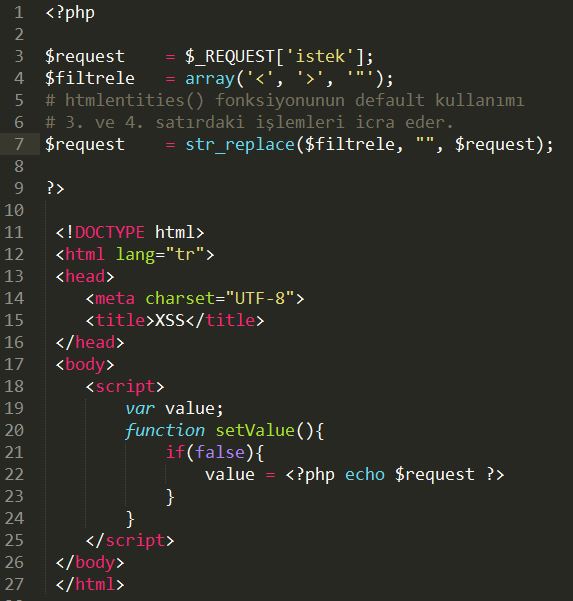 1 <?php
2
3 $request    = $_REQUEST['istek'];
4 $filtrele   = array('<', '>', '"');
5 # htmlentities() fonksiyonunun default kullanımı
6 # 3. ve 4. satırdaki işlemleri icra eder.
7 $request    = str_replace($filtrele, "", $request);
8
9 ?>
10
11  <!DOCTYPE html>
12  <html lang="tr">
13  <head>
14     <meta charset="UTF-8">
15     <title>XSS</title>
16  </head>
17  <body>
18     <script>
19         var value;
20         function setValue(){
21             if(false){
22                 value = <?php echo $request ?>
23             }
24         }
25     </script>
26  </body>
27  </html>